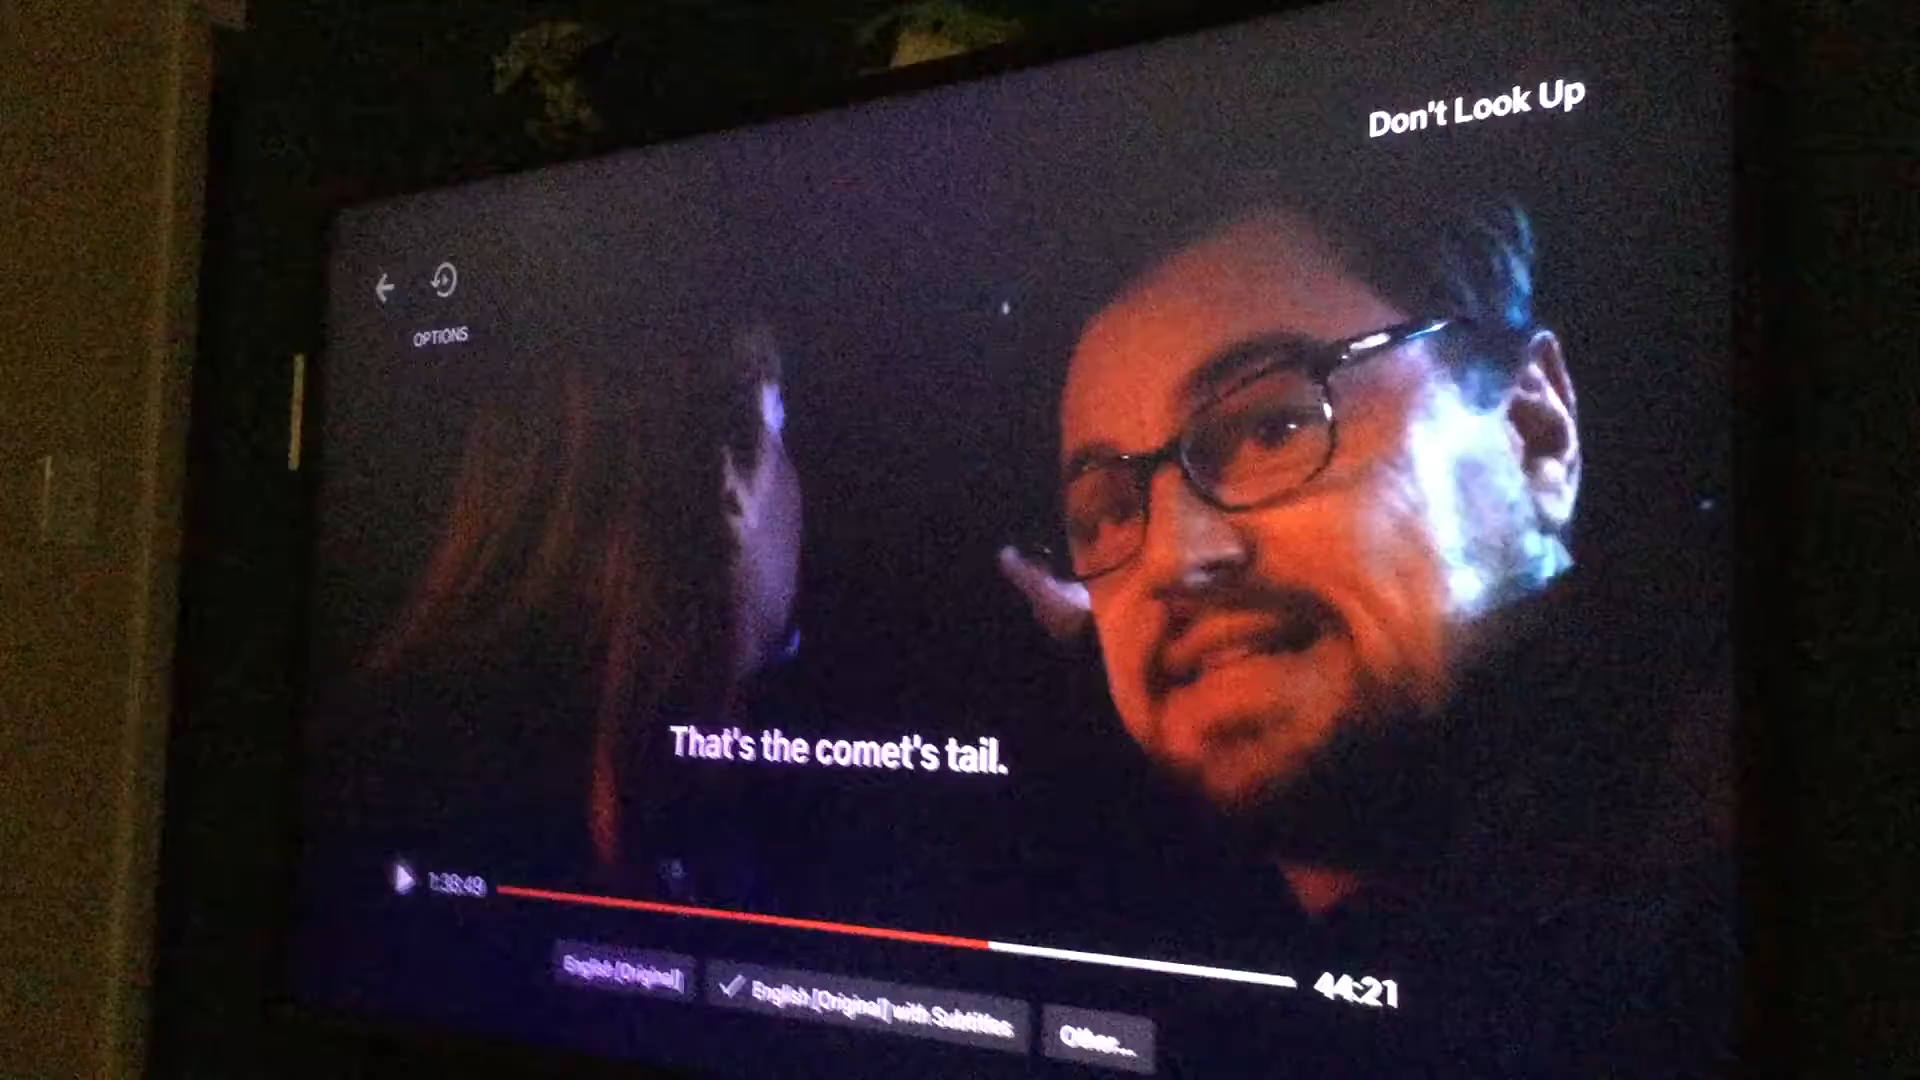 Don't Look Up
OPTIONS
That's the comet's tail.
1:38:49
44:21
English [Original]
English [Original] with Subtitles
Other...